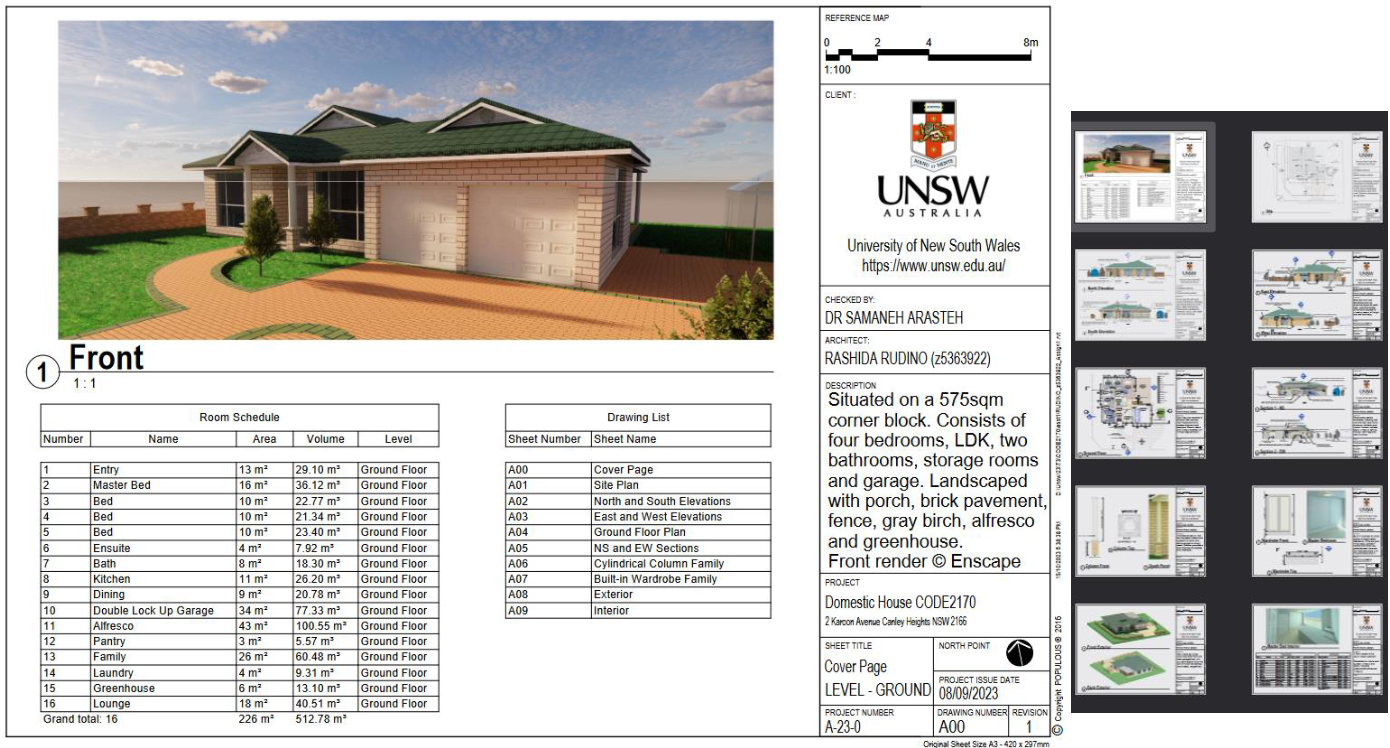 1 Front
1 : 1
Room Schedule
Number Name Area Volume Level
1 Entry 13 m² 29.10 m³ Ground Floor
2 Master Bed 16 m² 36.12 m³ Ground Floor
3 Bed 10 m² 22.77 m³ Ground Floor
4 Bed 10 m² 21.34 m³ Ground Floor
5 Bed 10 m² 23.40 m³ Ground Floor
6 Ensuite 4 m² 7.92 m³ Ground Floor
7 Bath 8 m² 18.30 m³ Ground Floor
8 Kitchen 11 m² 26.20 m³ Ground Floor
9 Dining 9 m² 20.78 m³ Ground Floor
10 Double Lock Up Garage 34 m² 77.33 m³ Ground Floor
11 Alfresco 43 m² 100.55 m³ Ground Floor
12 Pantry 3 m² 5.57 m³ Ground Floor
13 Family 26 m² 60.48 m³ Ground Floor
14 Laundry 4 m² 9.31 m³ Ground Floor
15 Greenhouse 6 m² 13.10 m³ Ground Floor
16 Lounge 18 m² 40.51 m³ Ground Floor
Grand total: 16 226 m² 512.78 m³
Drawing List
Sheet Number Sheet Name
A00 Cover Page
A01 Site Plan
A02 North and South Elevations
A03 East and West Elevations
A04 Ground Floor Plan
A05 NS and EW Sections
A06 Cylindrical Column Family
A07 Built-in Wardrobe Family
A08 Exterior
A09 Interior
REFERENCE MAP
0 2 4 8m
1:100
CLIENT :
UNSW
AUSTRALIA
University of New South Wales
https://www.unsw.edu.au/
CHECKED BY:
DR SAMANEH ARASTEH
ARCHITECT:
RASHIDA RUDINO (z5363922)
DESCRIPTION
Situated on a 575sqm
corner block. Consists of
four bedrooms, LDK, two
bathrooms, storage rooms
and garage. Landscaped
with porch, brick pavement,
fence, gray birch, alfresco
and greenhouse.
Front render © Enscape
PROJECT
Domestic House CODE2170
2 Karoon Avenue Canley Heights NSW 2166
SHEET TITLE
Cover Page
LEVEL - GROUND
NORTH POINT
PROJECT ISSUE DATE
08/09/2023
PROJECT NUMBER
A-23-0
DRAWING NUMBER
A00
REVISION
1
Original Sheet Size A3 - 420 x 297mm
© Copyright POPULOUS ® 2016